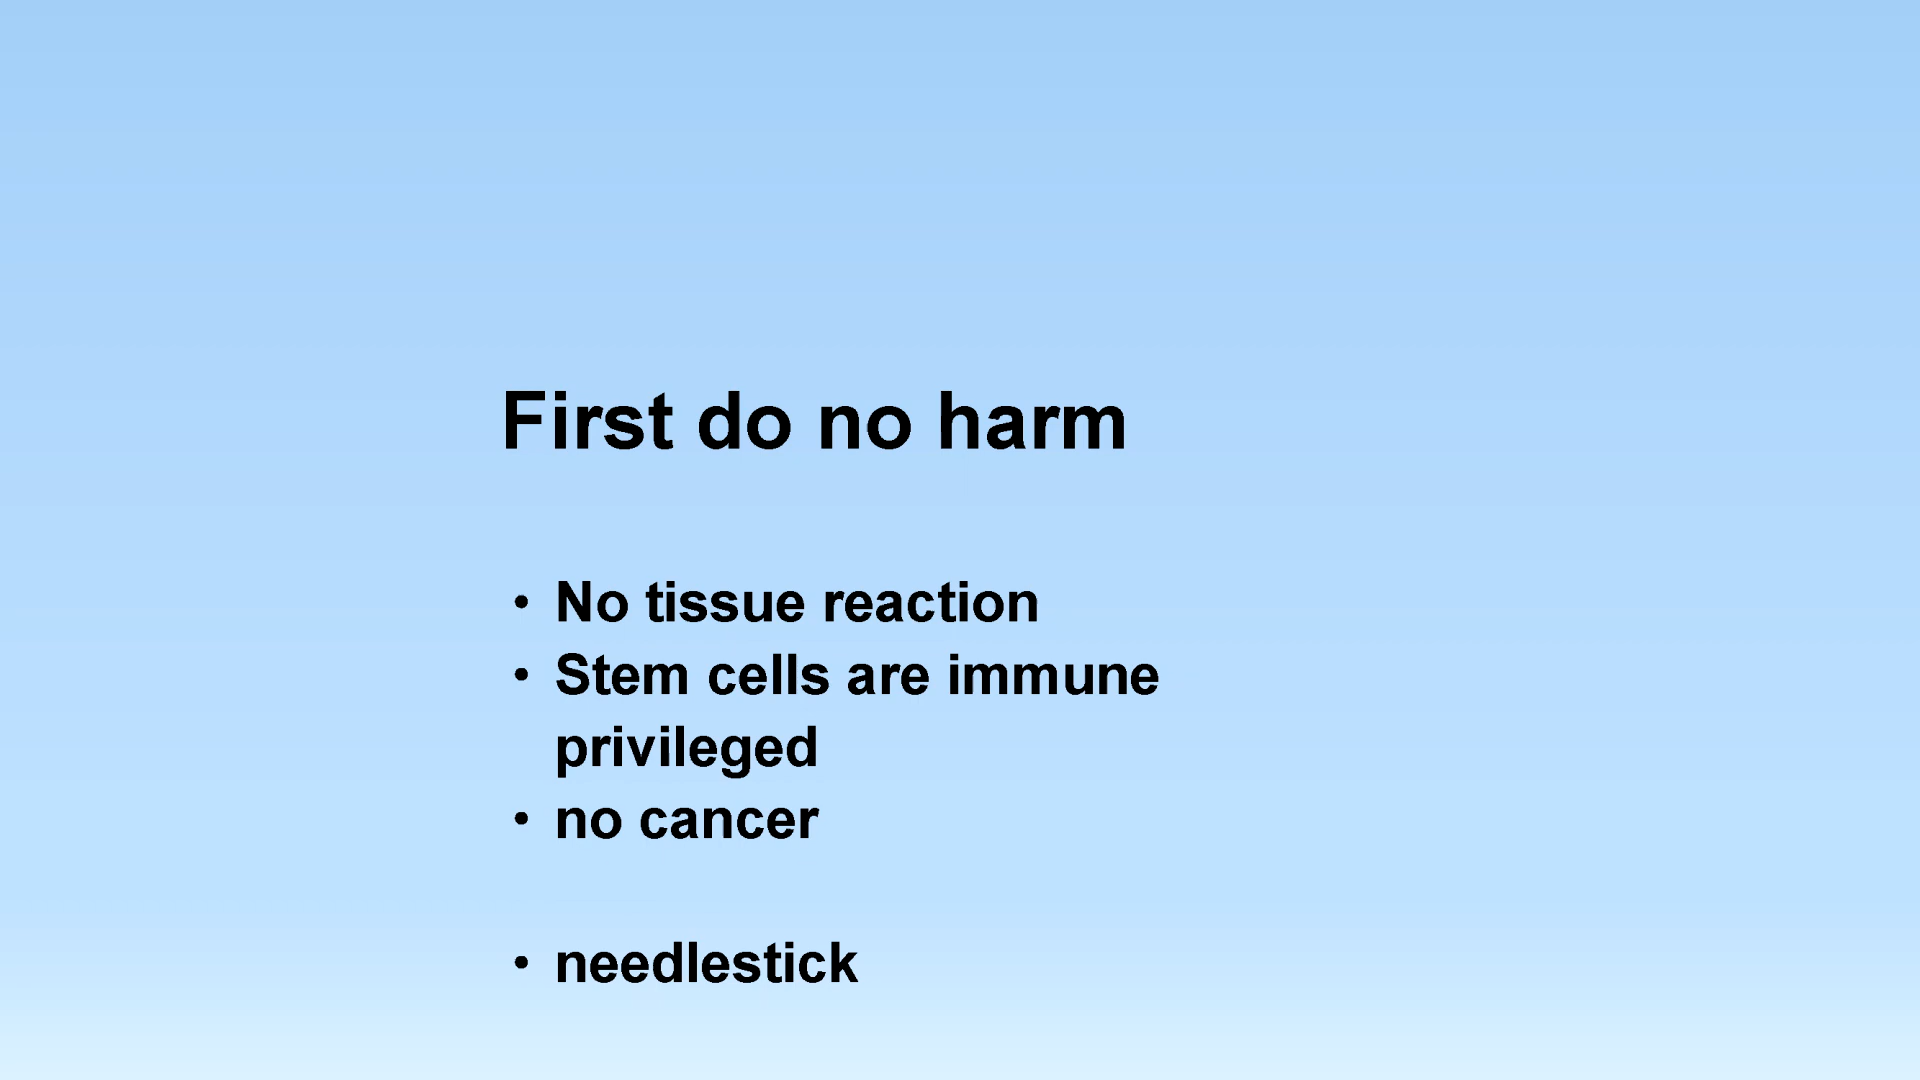 First do no harm
• No tissue reaction
• Stem cells are immune
privileged
• no cancer
• needlestick